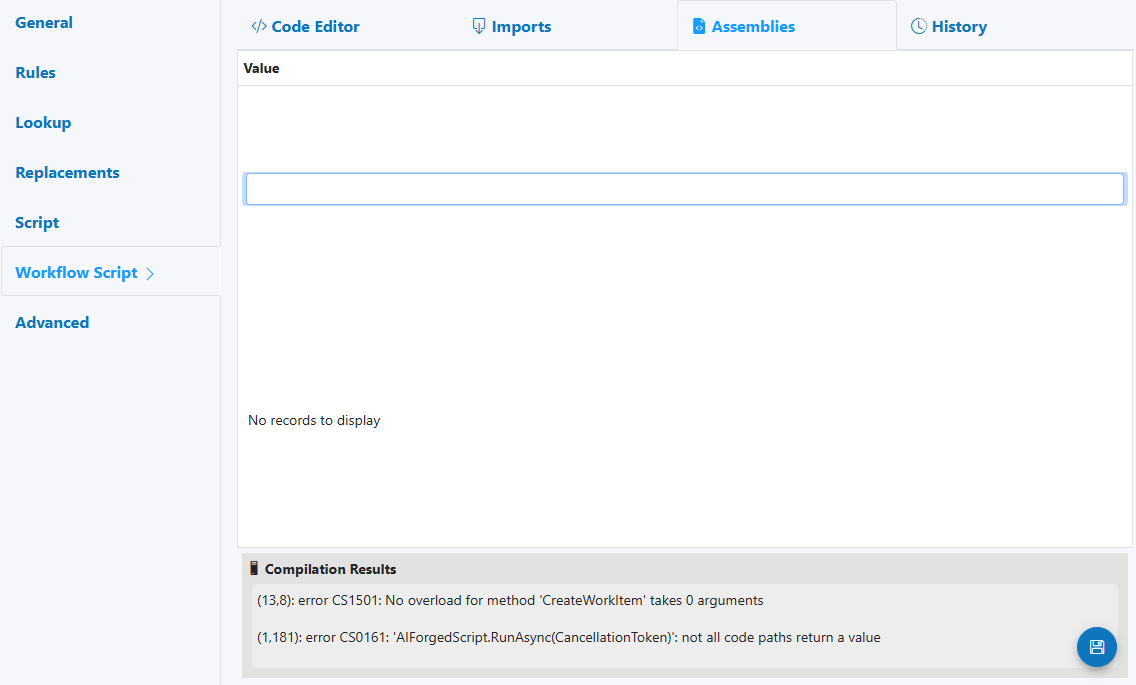 General
Rules
Lookup
Replacements
Script
Workflow Script
Advanced
Code Editor
Imports
Assemblies
History
Value
No records to display
Compilation Results
(13,8): error CS1501: No overload for method 'CreateWorkItem' takes 0 arguments
(1,181): error CS0161: 'AIForgedScript.RunAsync(CancellationToken)': not all code paths return a value